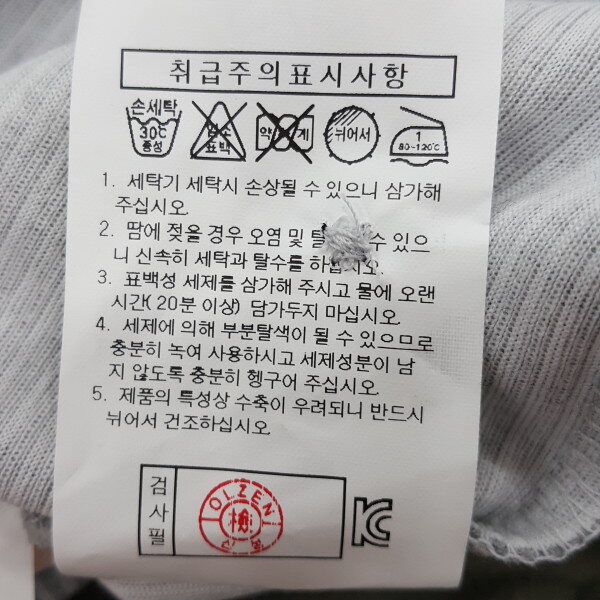 취급주의표시사항
손세탁
30℃
중성
염소
표백
약 게
뉘어서
1
80~120℃
1. 세탁기 세탁시 손상될 수 있으니 삼가해
주십시오.
2. 땀에 젖을 경우 오염 및 탈 수 있으
니 신속히 세탁과 탈수를 하십시오.
3. 표백성 세제를 삼가해 주시고 물에 오랜
시간(20분 이상) 담가두지 마십시오.
4. 세제에 의해 부분탈색이 될 수 있으므로
충분히 녹여 사용하시고 세제성분이 남
지 않도록 충분히 헹구어 주십시오.
5. 제품의 특성상 수축이 우려되니 반드시
뉘어서 건조하십시오.
검사필
OLZEN
檢